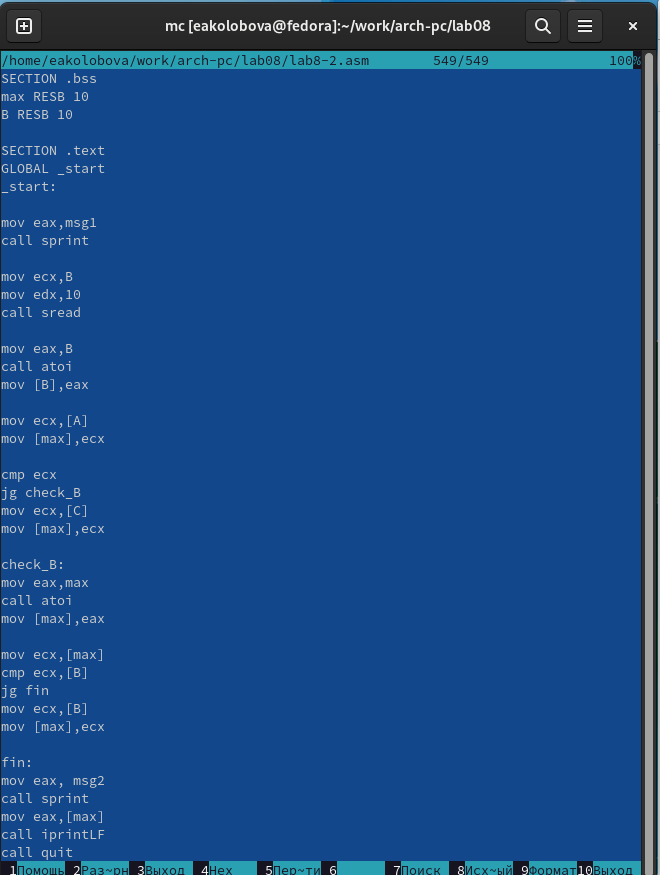 mc [eakolobova@fedora]:~/work/arch-pc/lab08
/home/eakolobova/work/arch-pc/lab08/lab8-2.asm 549/549 100%
SECTION .bss
max RESB 10
B RESB 10
SECTION .text
GLOBAL _start
_start:
mov eax,msg1
call sprint
mov ecx,B
mov edx,10
call sread
mov eax,B
call atoi
mov [B],eax
mov ecx,[A]
mov [max],ecx
cmp ecx
jg check_B
mov ecx,[C]
mov [max],ecx
check_B:
mov eax,max
call atoi
mov [max],eax
mov ecx,[max]
cmp ecx,[B]
jg fin
mov ecx,[B]
mov [max],ecx
fin:
mov eax, msg2
call sprint
mov eax,[max]
call iprintLF
call quit
1Помощь 2Раз~рн 3Выход 4Hex 5Пер~ти 6 7Поиск 8Исх~ый 9Формат 10Выход